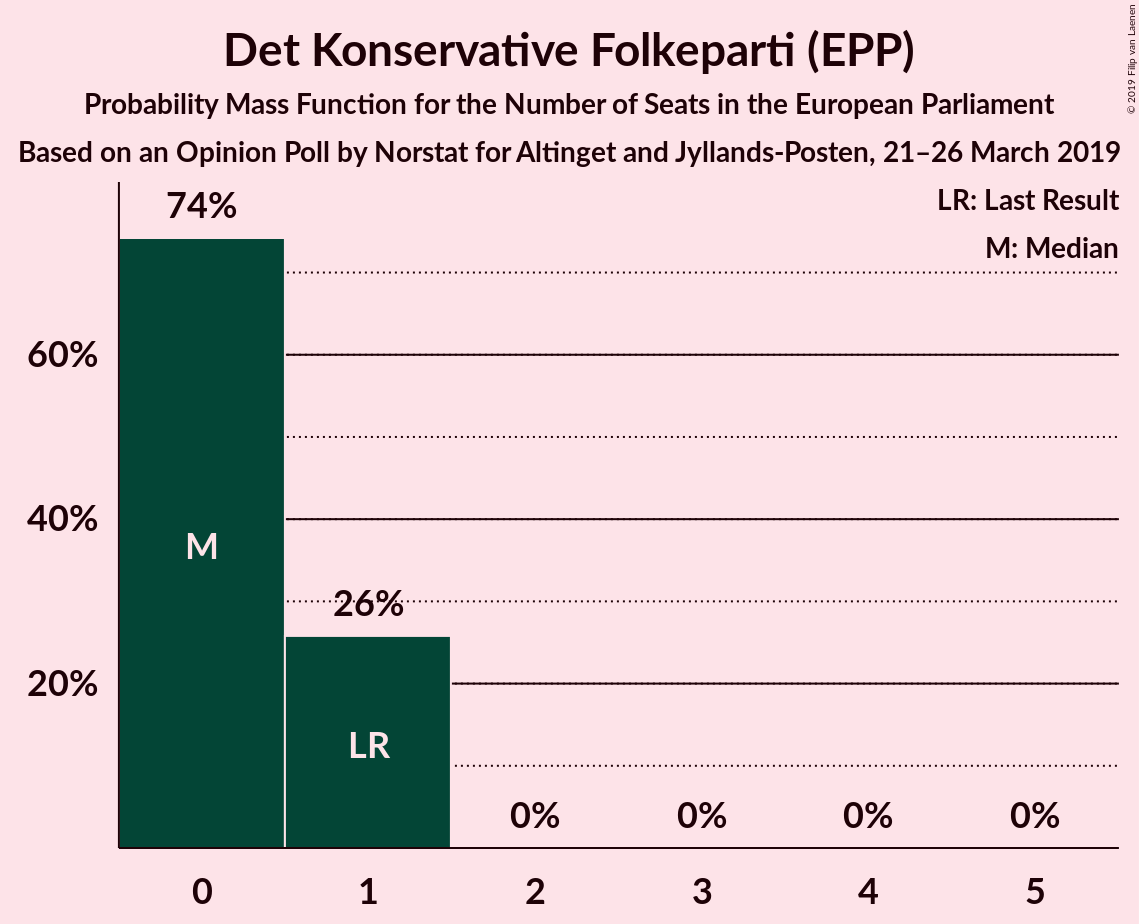 Det Konservative Folkeparti (EPP)
Probability Mass Function for the Number of Seats in the European Parliament
Based on an Opinion Poll by Norstat for Altinget and Jyllands-Posten, 21–26 March 2019
© 2019 Filip van Laenen
LR: Last Result
M: Median
74%
60%
40%
20%
M
26%
LR
0%
0%
0%
0%
0
1
2
3
4
5